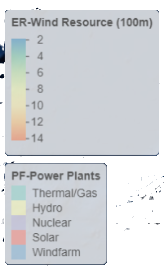 ER-Wind Resource (100m)
2
4
6
8
10
12
14
PF-Power Plants
Thermal/Gas
Hydro
Nuclear
Solar
Windfarm